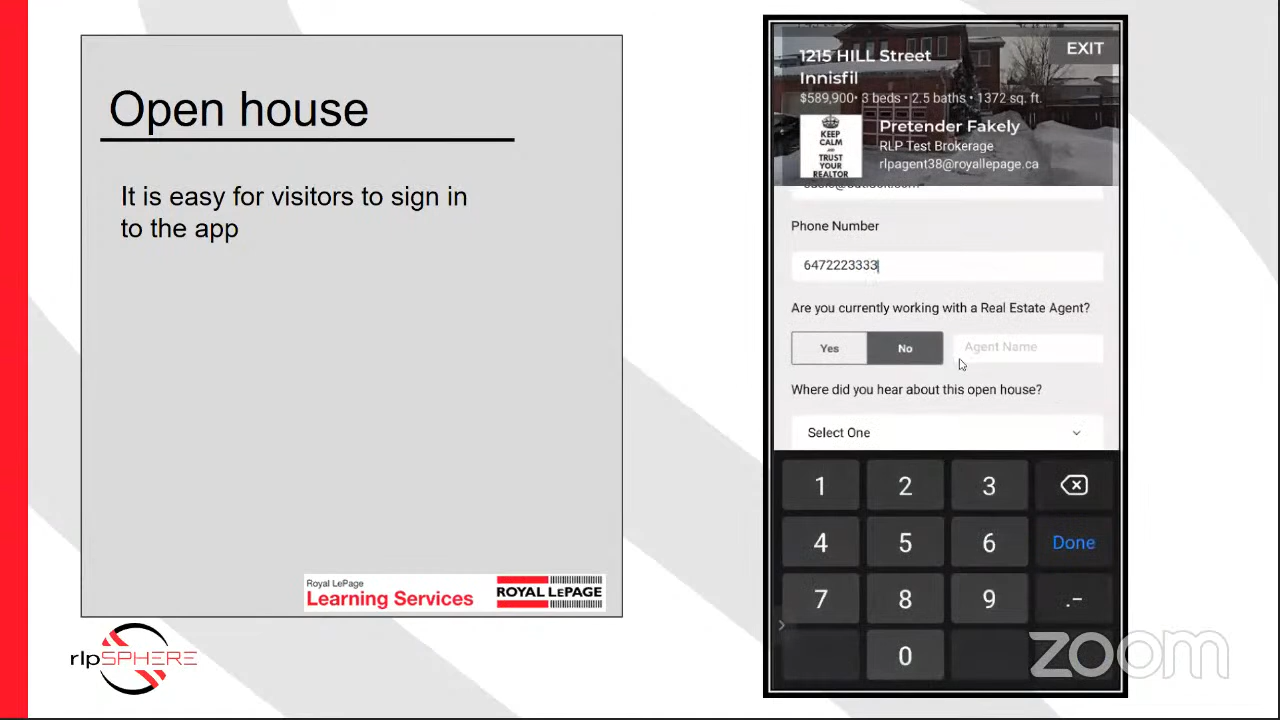 Open house
It is easy for visitors to sign in
to the app
Royal LePage
Learning Services
ROYAL LEPAGE
rlpSPHERE
1215 HILL Street
Innisfil
EXIT
$589,900• 3 beds • 2.5 baths • 1372 sq. ft.
KEEP
CALM
AND
TRUST
YOUR
REALTOR
Pretender Fakely
RLP Test Brokerage
rlpagent38@royallepage.ca
Phone Number
6472223333
Are you currently working with a Real Estate Agent?
Yes No Agent Name
Where did you hear about this open house?
Select One
1 2 3
4 5 6 Done
7 8 9 .-
0
zoom